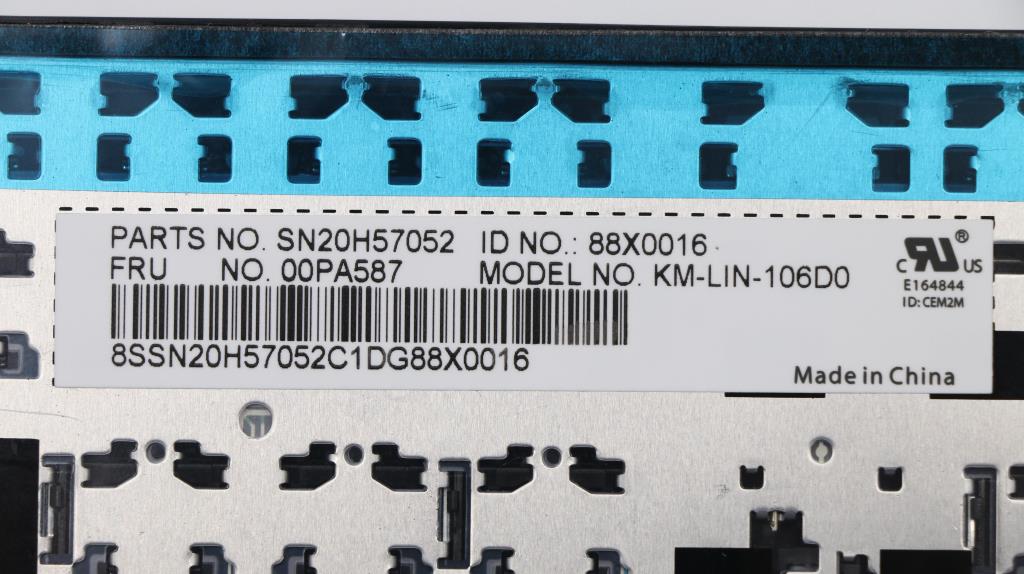 PARTS NO. SN20H57052 ID NO.: 88X0016
FRU NO. 00PA587 MODEL NO. KM-LIN-106D0
8SSN20H57052C1DG88X0016
C RU ® US
E164844
ID: CEM2M
Made in China